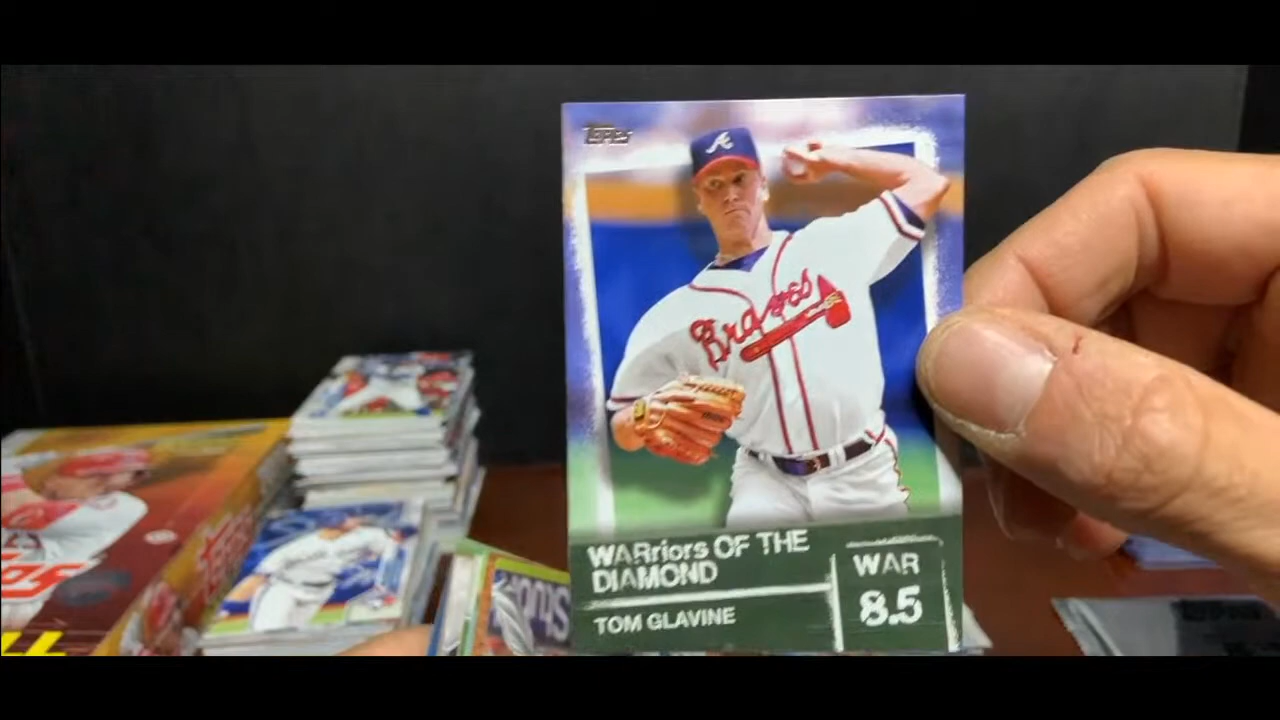 Topps
A
Braves
WARriors OF THE
DIAMOND
TOM GLAVINE
WAR
8.5